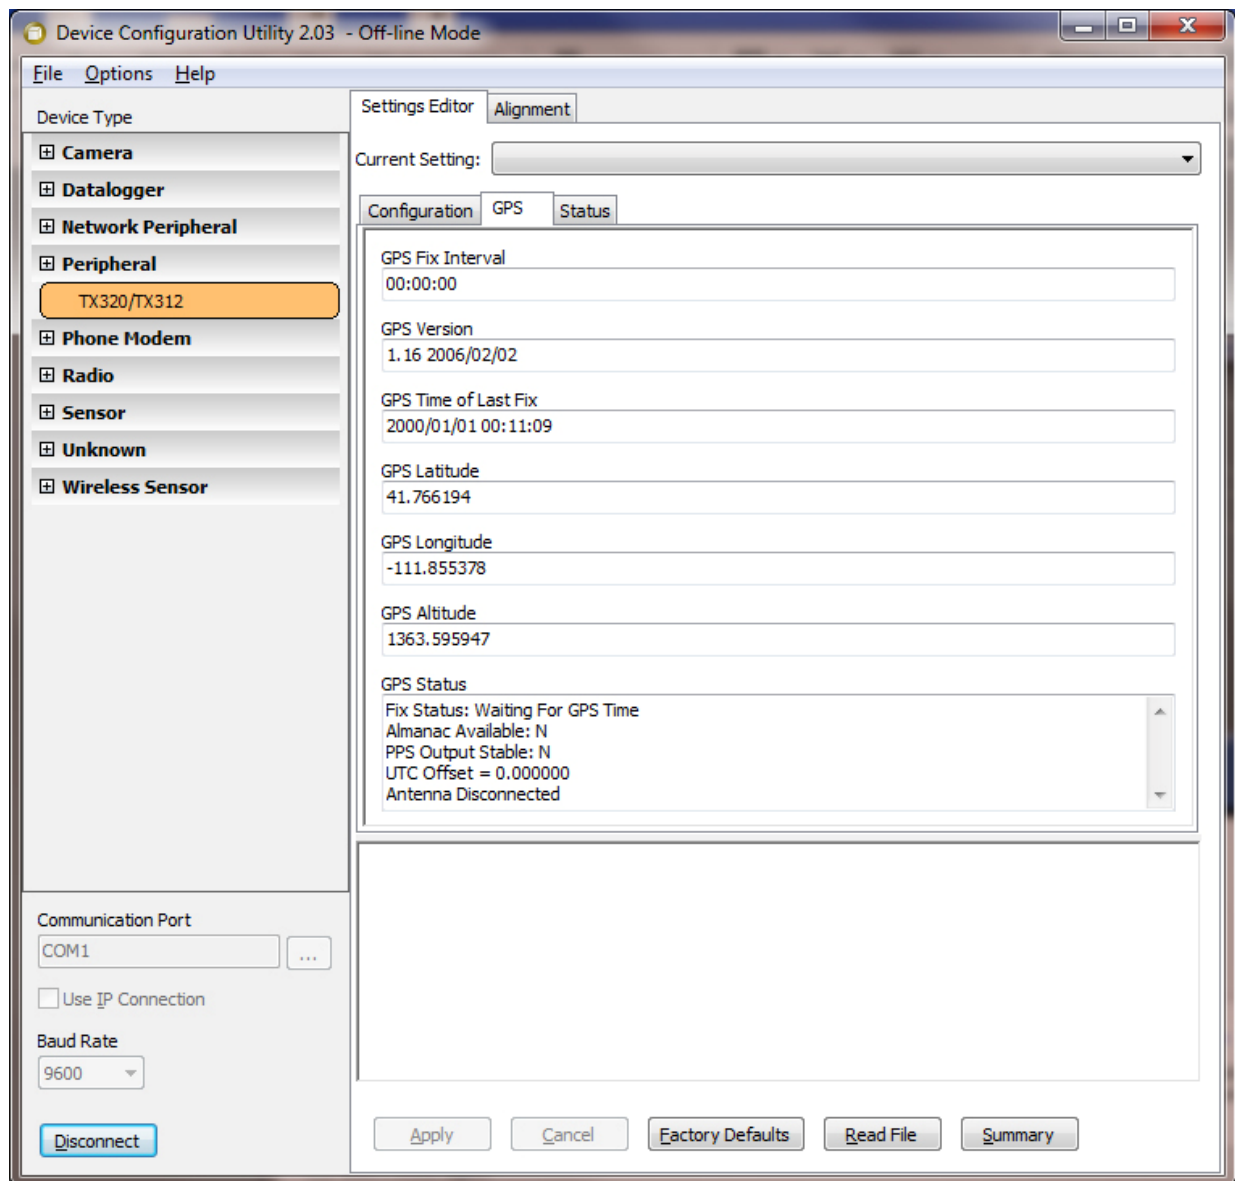 Device Configuration Utility 2.03 - Off-line Mode
File Options Help
Device Type
Camera
Datalogger
Network Peripheral
Peripheral
TX320/TX312
Phone Modem
Radio
Sensor
Unknown
Wireless Sensor
Communication Port
COM1
...
Use IP Connection
Baud Rate
9600
Disconnect
Settings Editor Alignment
Current Setting:
Configuration GPS Status
GPS Fix Interval
00:00:00
GPS Version
1.16 2006/02/02
GPS Time of Last Fix
2000/01/01 00:11:09
GPS Latitude
41.766194
GPS Longitude
-111.855378
GPS Altitude
1363.595947
GPS Status
Fix Status: Waiting For GPS Time
Almanac Available: N
PPS Output Stable: N
UTC Offset = 0.000000
Antenna Disconnected
Apply Cancel Factory Defaults Read File Summary